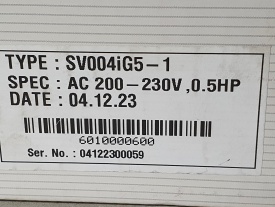 TYPE : SV004iG5-1
SPEC : AC 200-230V ,0.5HP
DATE : 04.12.23
6010000600
Ser. No. : 04122300059